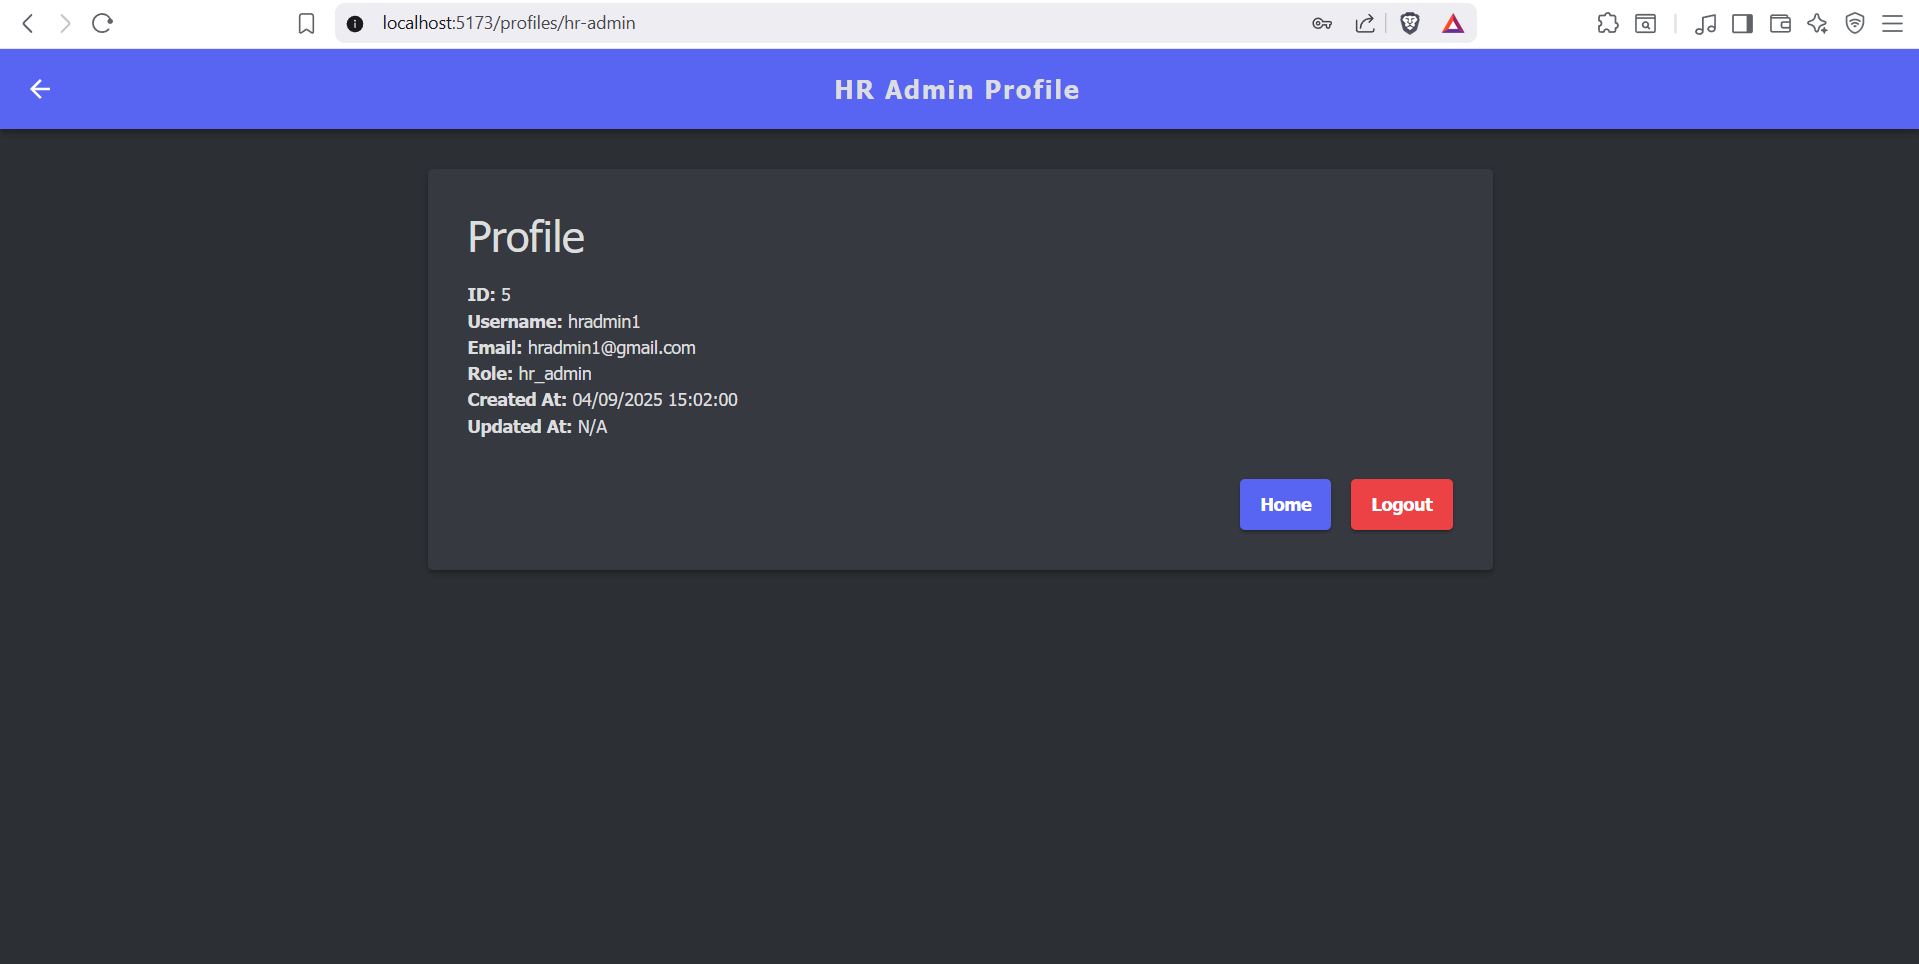 localhost:5173/profiles/hr-admin
HR Admin Profile
Profile
ID: 5
Username: hradmin1
Email: hradmin1@gmail.com
Role: hr_admin
Created At: 04/09/2025 15:02:00
Updated At: N/A
Home Logout